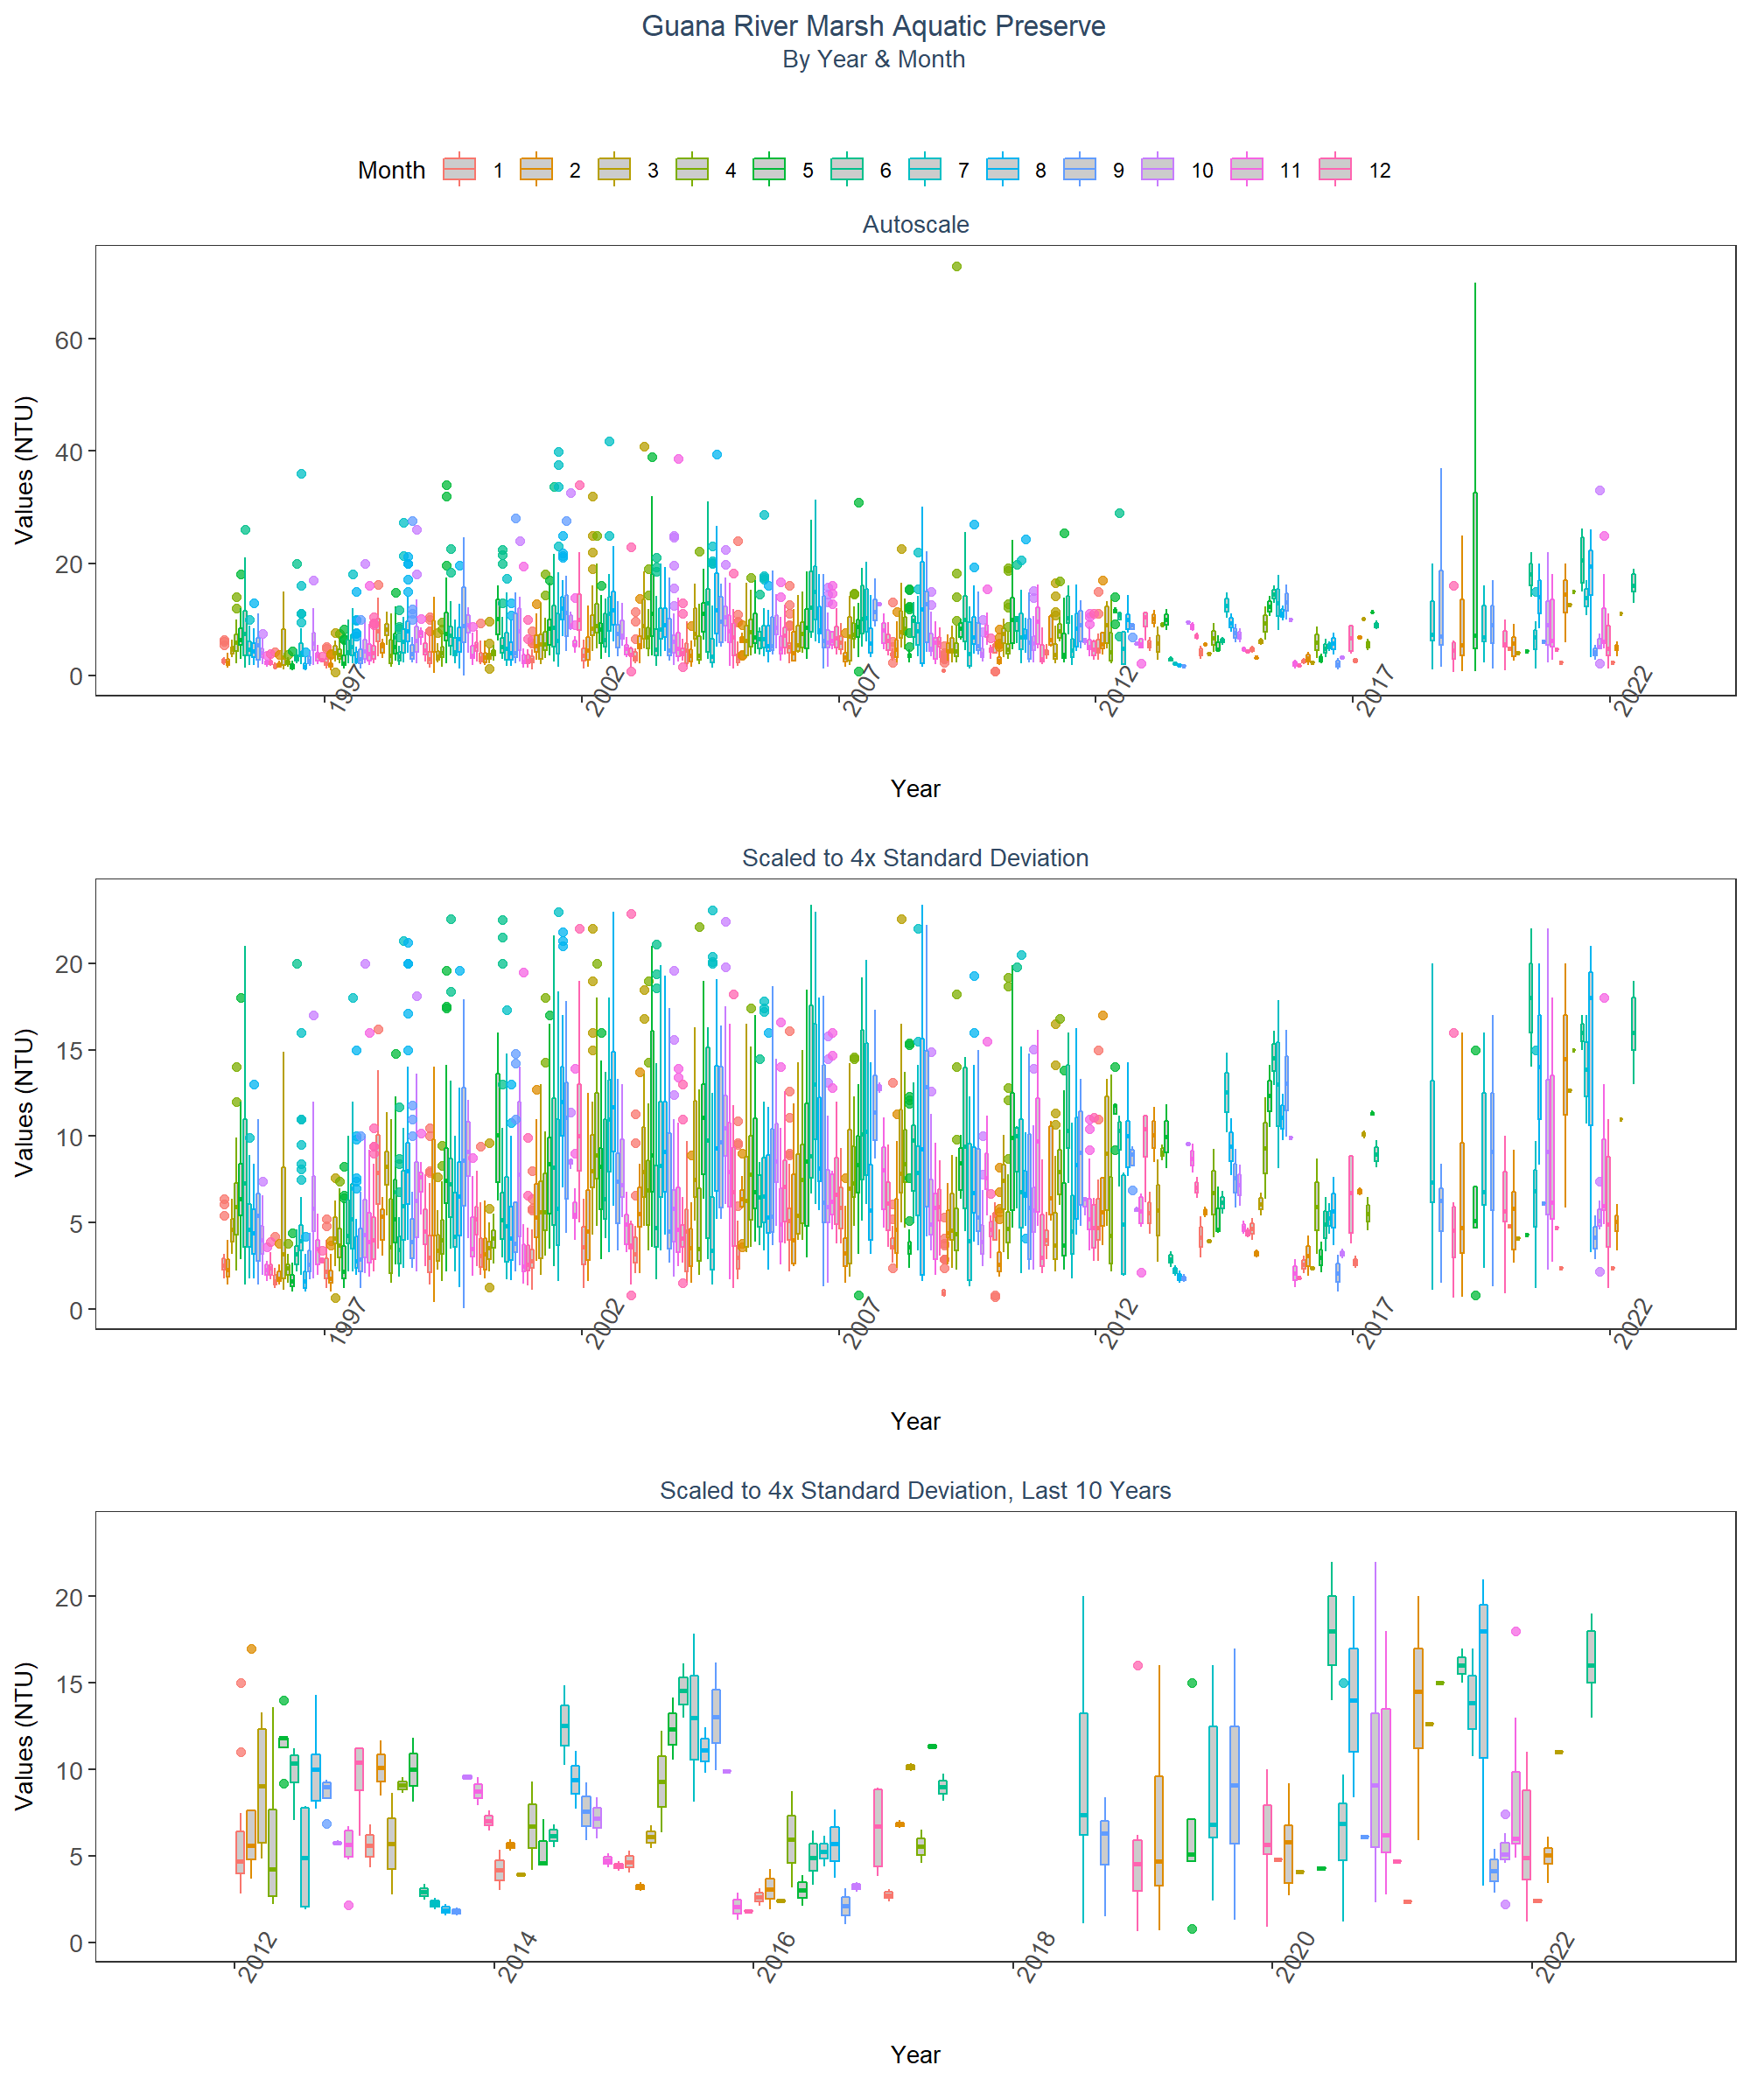 Guana River Marsh Aquatic Preserve
By Year & Month
Month 1 2 3 4 5 6 7 8 9 10 11 12
Autoscale
Values (NTU)
60
40
20
0
1997 2002 2007 2012 2017 2022
Year
Scaled to 4x Standard Deviation
Values (NTU)
20
15
10
5
0
1997 2002 2007 2012 2017 2022
Year
Scaled to 4x Standard Deviation, Last 10 Years
Values (NTU)
20
15
10
5
0
2012 2014 2016 2018 2020 2022
Year